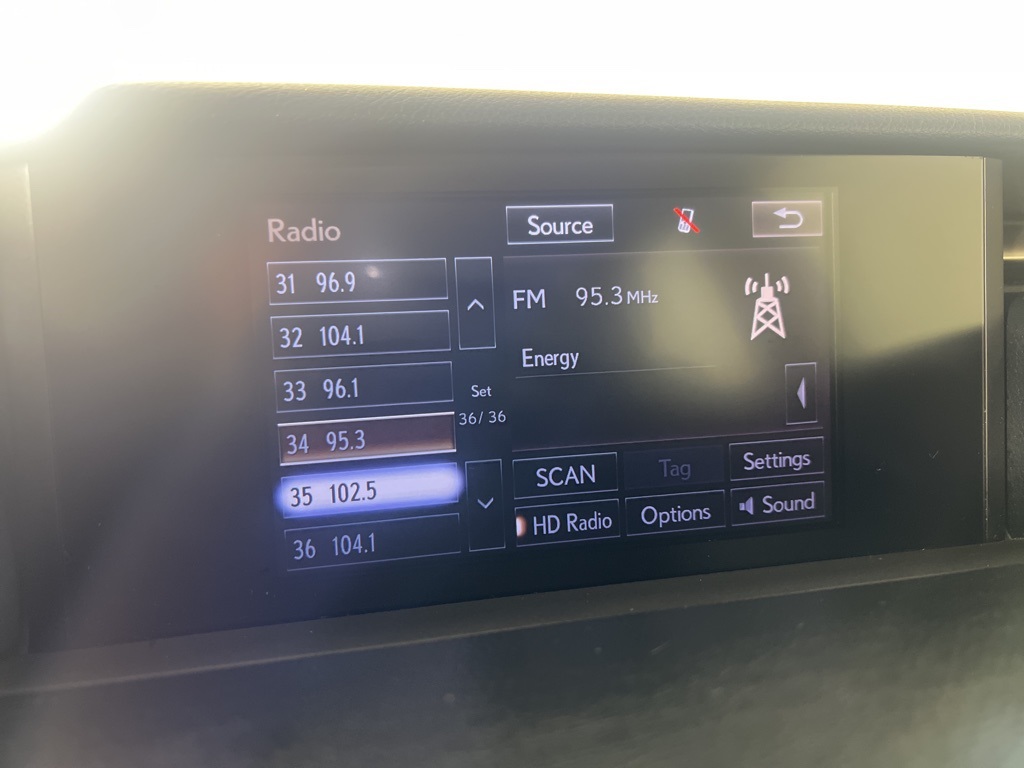 Radio
Source
31 96.9
32 104.1
33 96.1
34 95.3
35 102.5
36 104.1
Set
36/ 36
FM 95.3 MHz
Energy
SCAN
Tag
Settings
HD Radio
Options
Sound